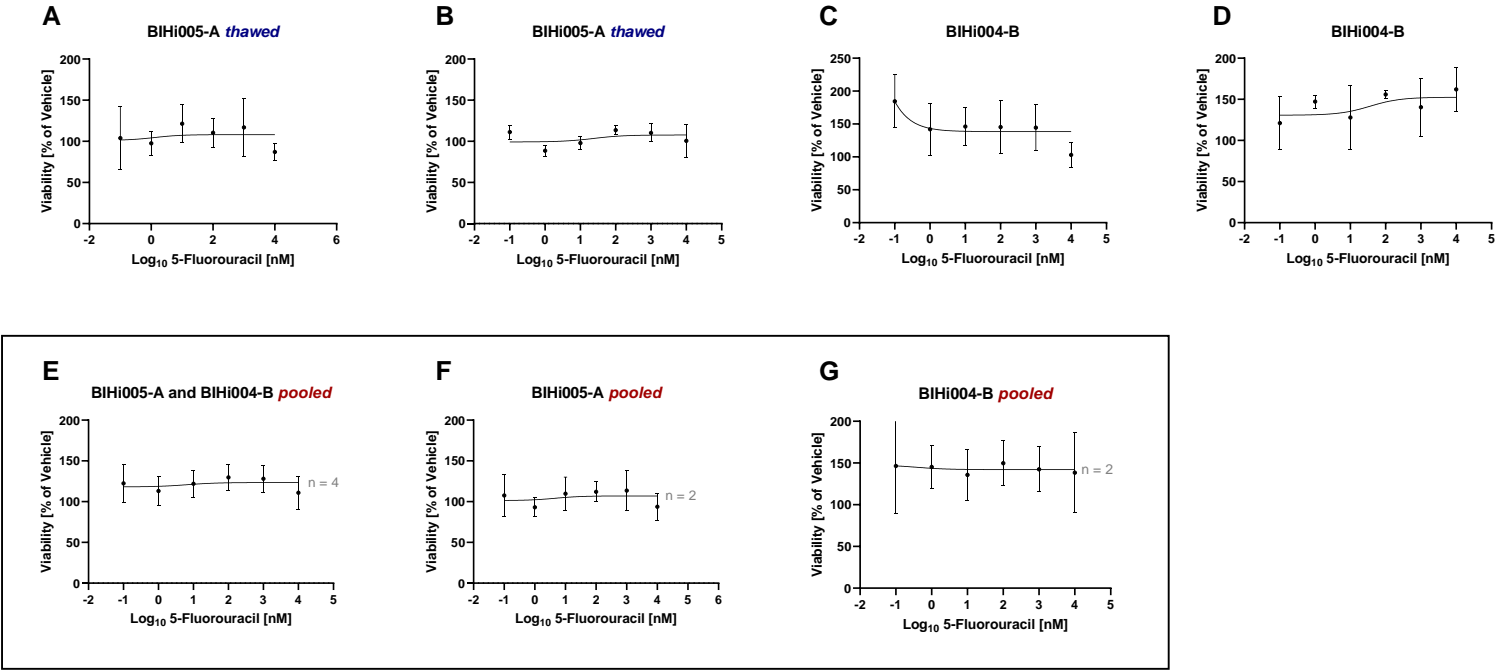 A
BIHi005-A thawed
Viability [% of Vehicle]
200
150
100
50
0
-2 0 2 4 6
Log10 5-Fluorouracil [nM]
B
BIHi005-A thawed
Viability [% of Vehicle]
200
150
100
50
0
-2 -1 0 1 2 3 4 5
Log10 5-Fluorouracil [nM]
C
BIHi004-B
Viability [% of Vehicle]
250
200
150
100
50
0
-2 -1 0 1 2 3 4 5
Log10 5-Fluorouracil [nM]
D
BIHi004-B
Viability [% of Vehicle]
200
150
100
50
0
-2 -1 0 1 2 3 4 5
Log10 5-Fluorouracil [nM]
E
BIHi005-A and BIHi004-B pooled
Viability [% of Vehicle]
200
150
100
50
0
n = 4
-2 -1 0 1 2 3 4 5
Log10 5-Fluorouracil [nM]
F
BIHi005-A pooled
Viability [% of Vehicle]
200
150
100
50
0
n = 2
-2 -1 0 1 2 3 4 5 6
Log10 5-Fluorouracil [nM]
G
BIHi004-B pooled
Viability [% of Vehicle]
200
150
100
50
0
n = 2
-2 -1 0 1 2 3 4 5
Log10 5-Fluorouracil [nM]